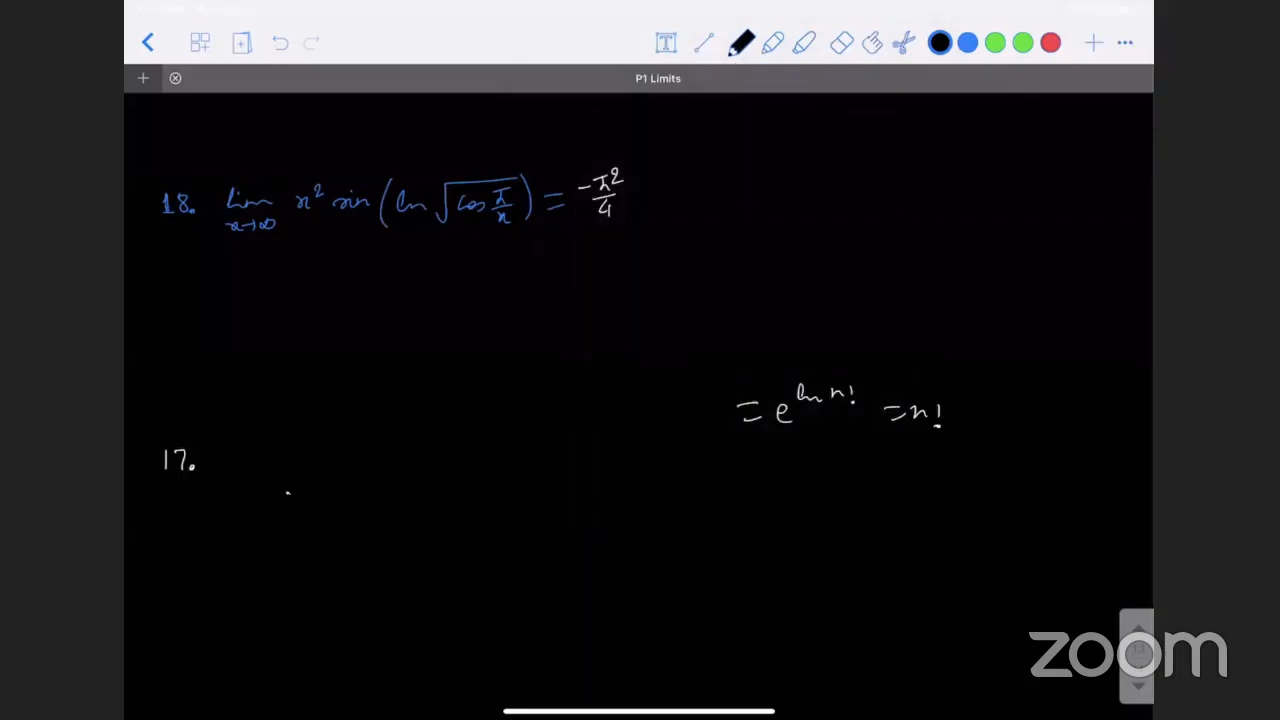 P1 Limits
18. lim x→∞ x² sin(ln √(cos π/x)) = -π²/4
= e^(ln n!) = n!
17.
zoom